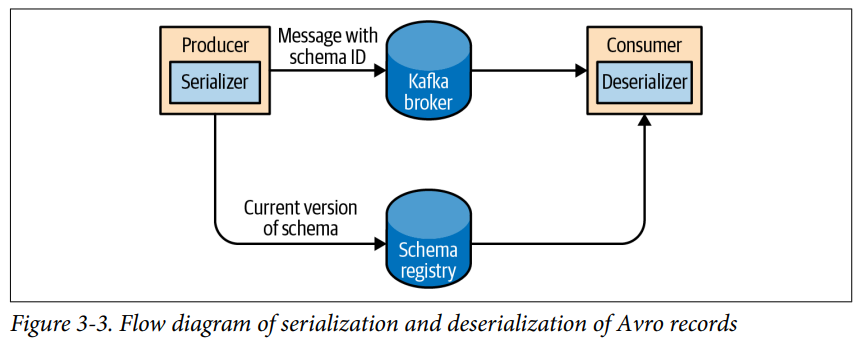 Producer
Serializer
Message with
schema ID
Kafka
broker
Consumer
Deserializer
Current version
of schema
Schema
registry
Figure 3-3. Flow diagram of serialization and deserialization of Avro records